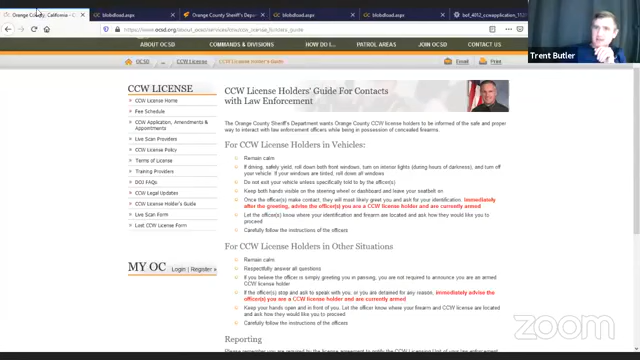 Orange County, California - C
blobdload.aspx
Orange County Sheriff's Depart
blobdload.aspx
blobdload.aspx
bof_4012_ccwapplication_1121
https://www.ocsd.org/about_ocsd/services/bns/ccw_license/holders_guide
Trent Butler
ABOUT OCSD
COMMANDS & DIVISIONS
HOW DO I...
PATROL AREAS
JOIN OCSD
CONTACT US
Print
OCSD
...
CCW License
CCW License Holder's Guide
CCW LICENSE
CCW License Home
Fee Schedule
CCW Application, Amendments &
Appointments
Live Scan Providers
CCW License Policy
Terms of License
Training Providers
DOJ FAQs
CCW Legal Updates
CCW License Holder's Guide
Live Scan Form
Lost CCW License Form
MY OC Login | Register »
CCW License Holders' Guide for Contacts
with Law Enforcement
The Orange County Sheriff's Department wants Orange County CCW license holders to be informed of the safe and proper
way to interact with law enforcement officers while being in possession of concealed firearms.
For CCW License Holders in Vehicles:
Remain calm
If driving, safely yield, roll down both front windows, turn on interior lights (during hours of darkness), and turn off
your vehicle. If your windows are tinted, roll down all windows
Do not exit your vehicle unless specifically told to by the officer(s)
Keep both hands visible on the steering wheel or dashboard and leave your seatbelt on
Once the officer(s) make contact, they will most likely greet you and ask for your identification. Immediately
after the greeting, advise the officer(s) you are a CCW license holder and are currently armed
Let the officer(s) know where your identification and firearm are located and ask how they would like you to
proceed
Carefully follow the instructions of the officers
For CCW License Holders in Other Situations
Remain calm
Respectfully answer all questions
If you believe the officer is simply greeting you in passing, you are not required to announce you are an armed
CCW license holder
If the officer(s) stop and ask to speak with you, or you are detained for any reason, immediately advise the
officer(s) you are a CCW license holder and are currently armed
Keep your hands open and in front of you. Let the officer know where your CCW license and firearm are located
and ask how they would like you to proceed
Carefully follow the instructions of the officers
Reporting
zoom